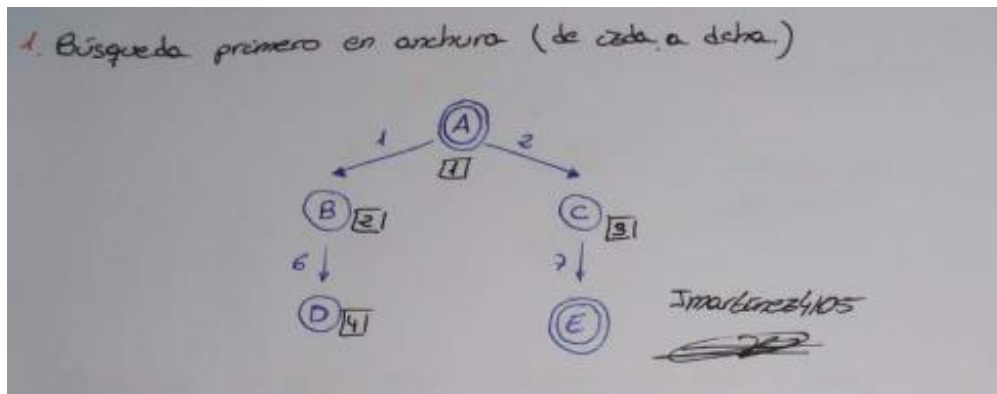 1. Búsqueda primero en anchura (de izda. a dcha.)
A
1 2
1
B 2 C 3
6 7
D 4 E
Jmartinez4105